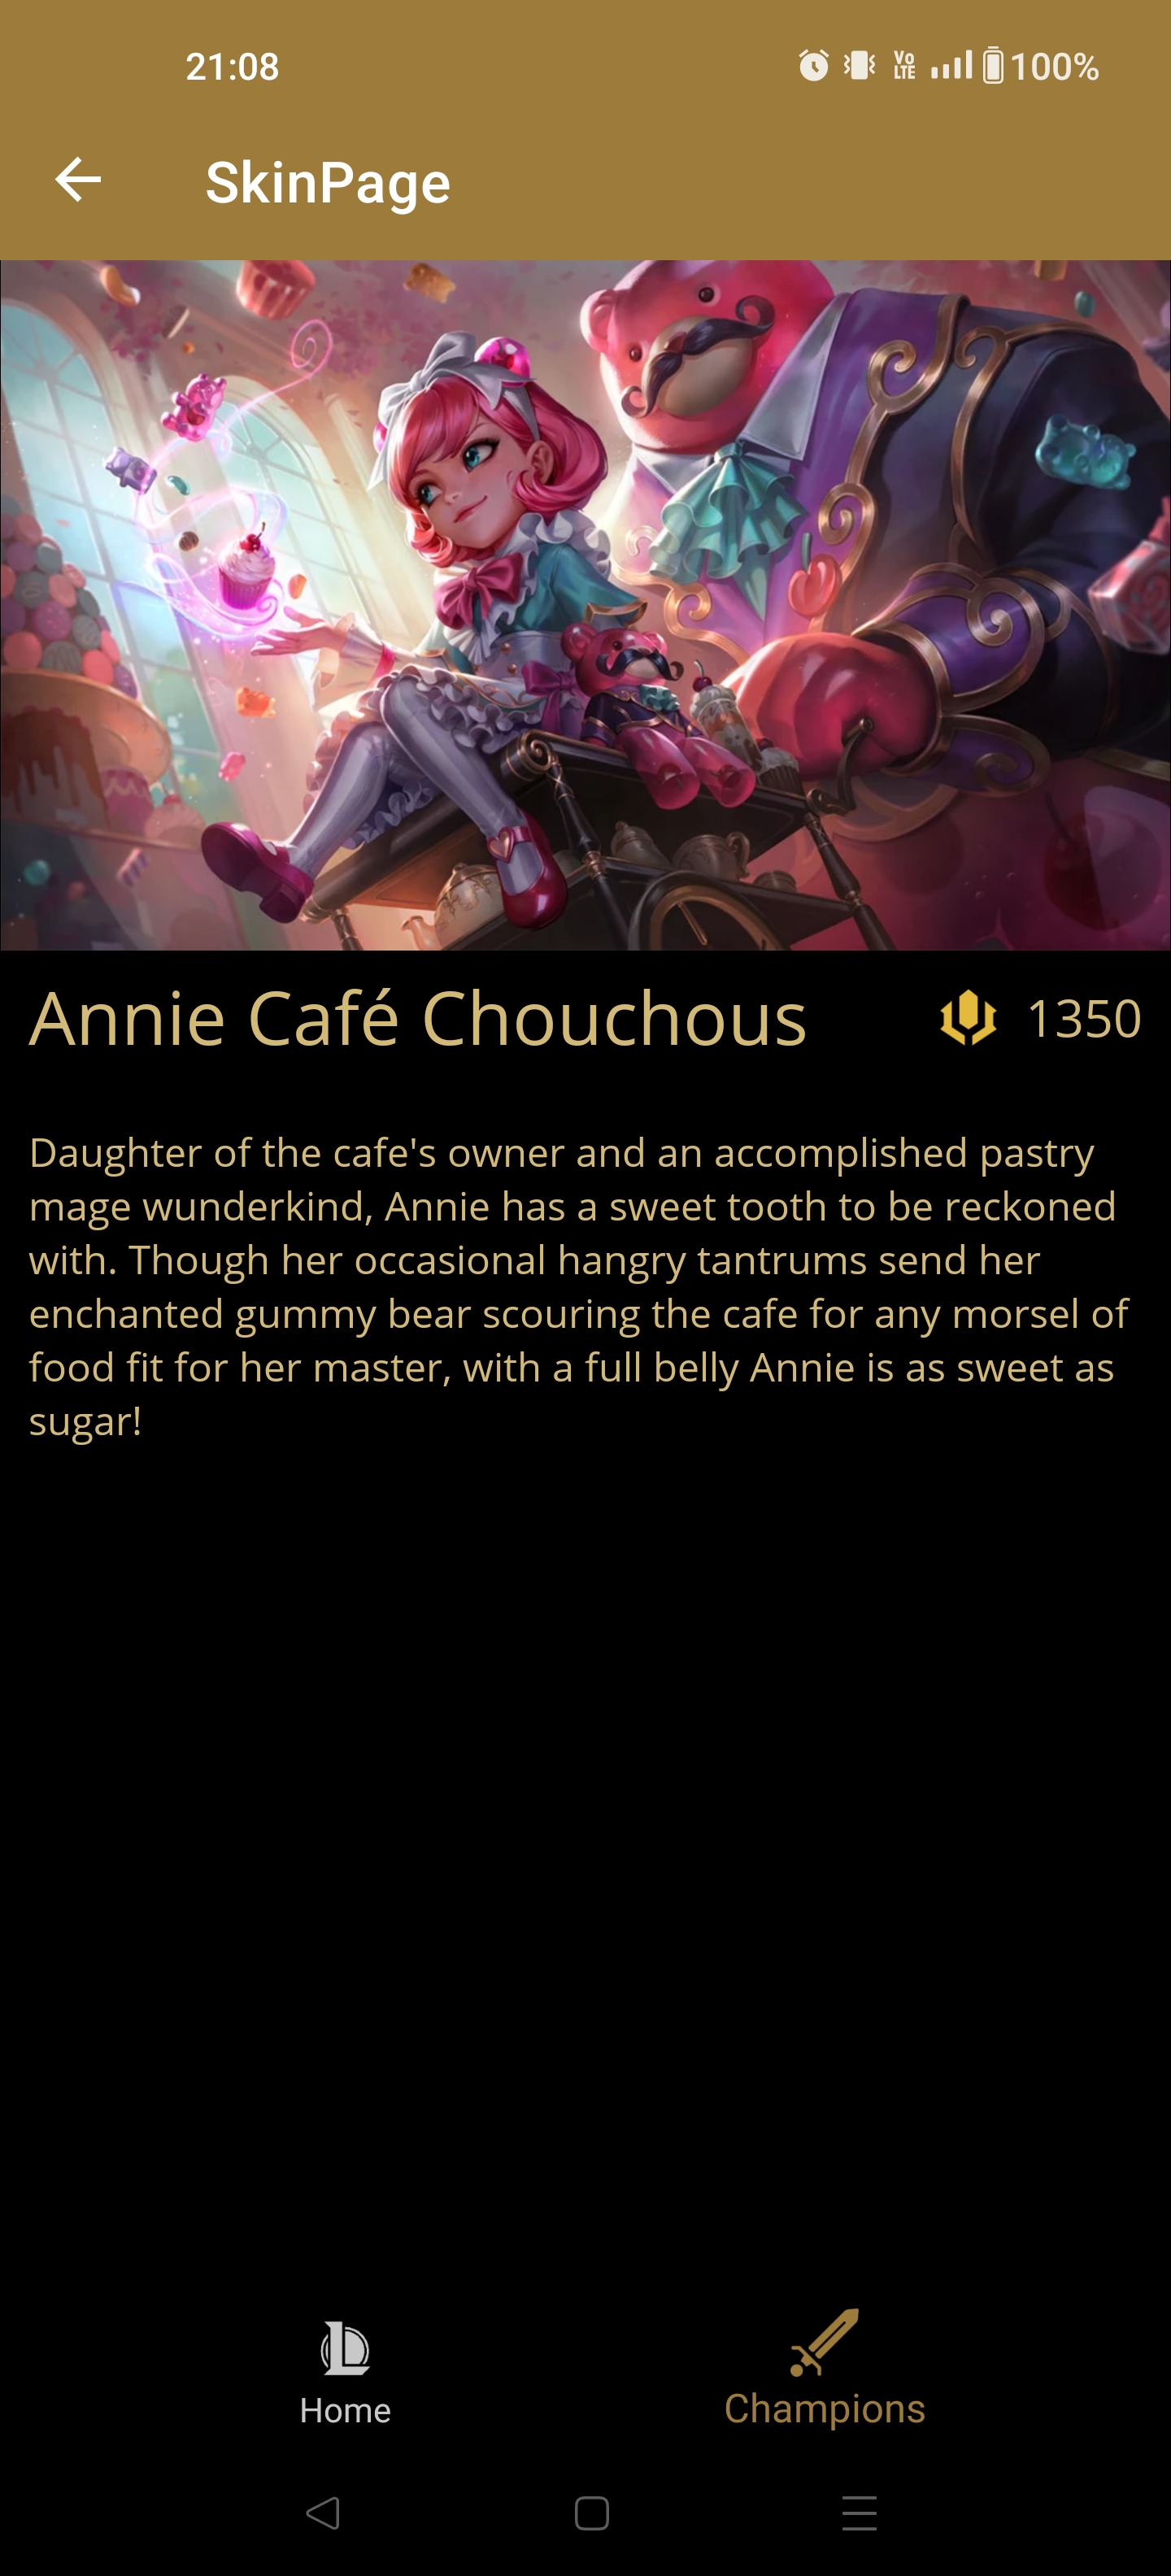 21:08
Vo LTE 100%
SkinPage
Annie Café Chouchous
1350
Daughter of the cafe's owner and an accomplished pastry
mage wunderkind, Annie has a sweet tooth to be reckoned
with. Though her occasional hangry tantrums send her
enchanted gummy bear scouring the cafe for any morsel of
food fit for her master, with a full belly Annie is as sweet as
sugar!
Home
Champions